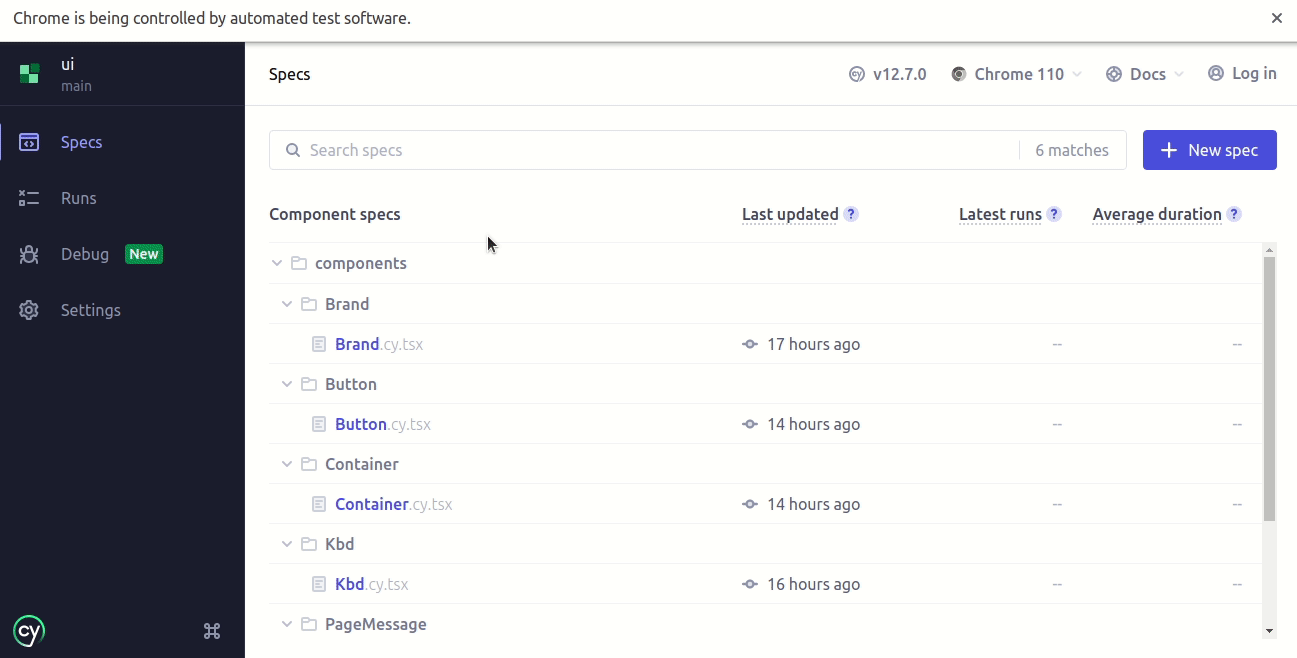 Chrome is being controlled by automated test software.
ui
main
Specs
Runs
Debug New
Settings
cy
Specs
v12.7.0 Chrome 110 Docs Log in
Search specs 6 matches New spec
Component specs Last updated ? Latest runs ? Average duration ?
components
Brand
Brand.cy.tsx 17 hours ago -- --
Button
Button.cy.tsx 14 hours ago -- --
Container
Container.cy.tsx 14 hours ago -- --
Kbd
Kbd.cy.tsx 16 hours ago -- --
PageMessage